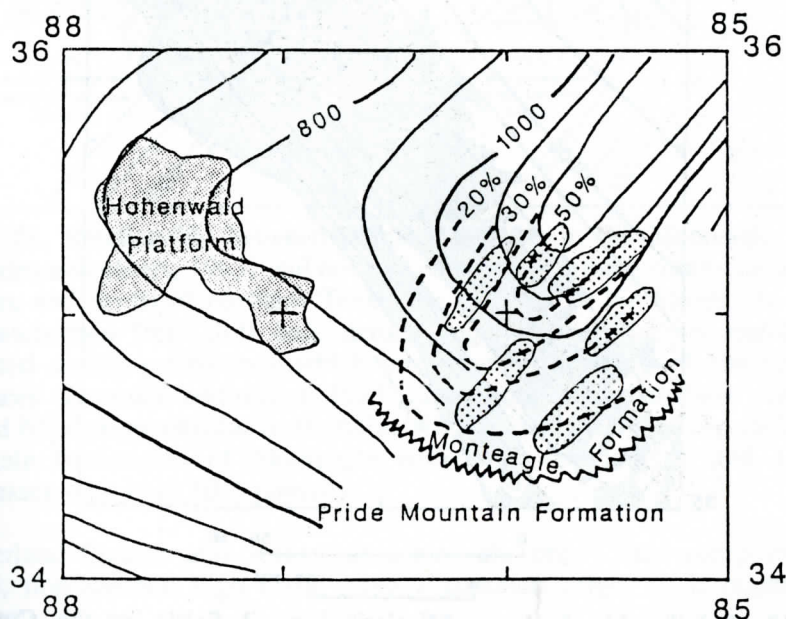 88
85
36
36
800
1000
20%
30%
50%
Hohenwald
Platform
Monteagle
Formation
Pride Mountain Formation
34
34
88
85